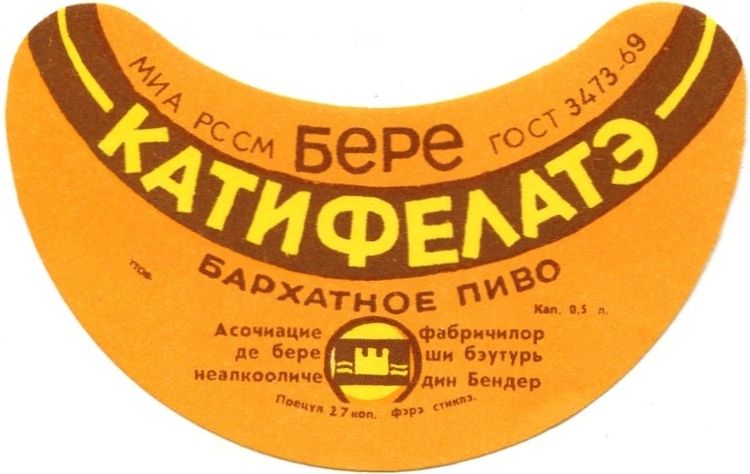 МИА РССМ Бере ГОСТ 3473-69
КАТИФЕЛАТЭ
БАРХАТНОЕ ПИВО
ттов.
Кап. 0,5 л.
Асочиацие фабричилор
де бере ши бэутурь
неалкооличе дин Бендер
Прецул 27 коп. фэрэ стиклэ.